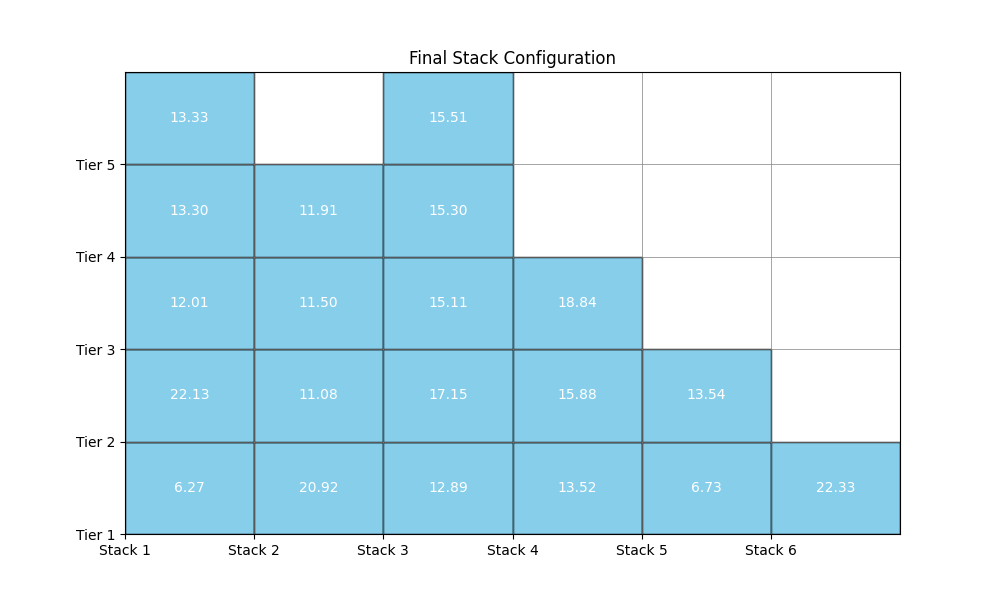 Final Stack Configuration
13.33 15.51
Tier 5
13.30 11.91 15.30
Tier 4
12.01 11.50 15.11 18.84
Tier 3
22.13 11.08 17.15 15.88 13.54
Tier 2
6.27 20.92 12.89 13.52 6.73 22.33
Tier 1
Stack 1 Stack 2 Stack 3 Stack 4 Stack 5 Stack 6